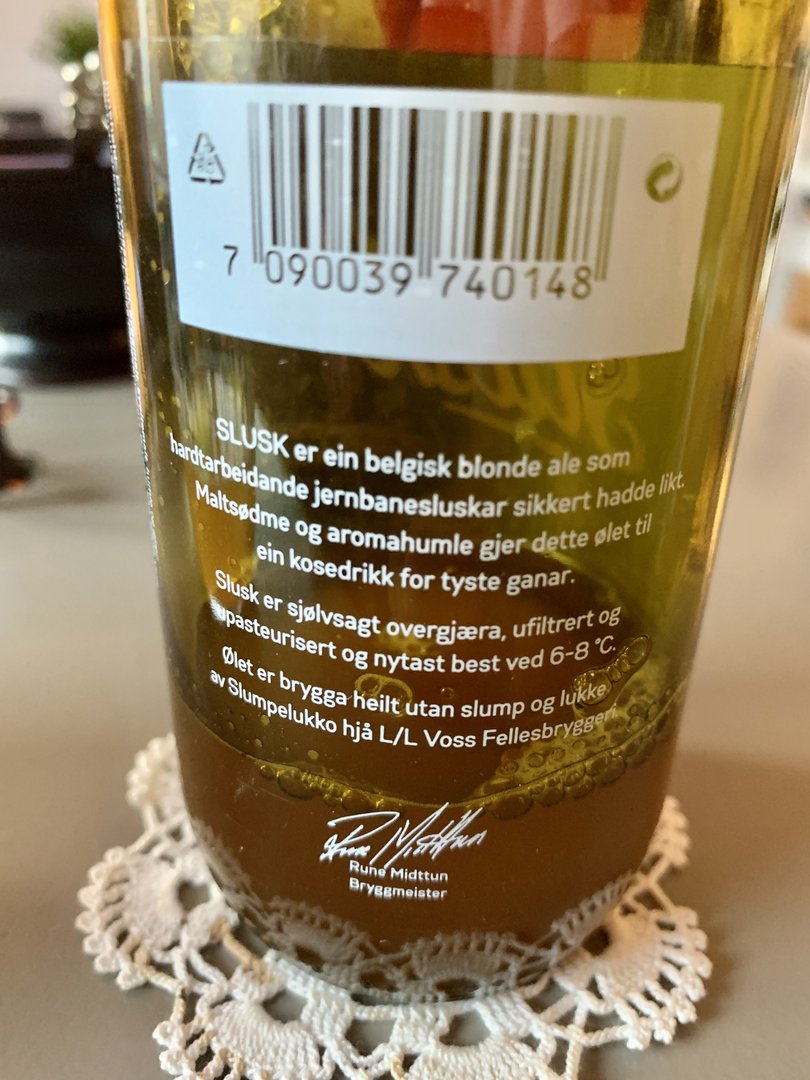 7 090039 740148
SLUSK er ein belgisk blonde ale som
hardtarbeidande jernbanesluskar sikkert hadde likt.
Maltsødme og aromahumle gjer dette ølet til
ein kosedrikk for tyste ganar.
Slusk er sjølvsagt overgjæra, ufiltrert og
upasteurisert og nytast best ved 6-8 °C.
Ølet er brygga heilt utan slump og lukke
av Slumpelukko hjå L/L Voss Fellesbryggeri.
Rune Midttun
Rune Midttun
Bryggmeister